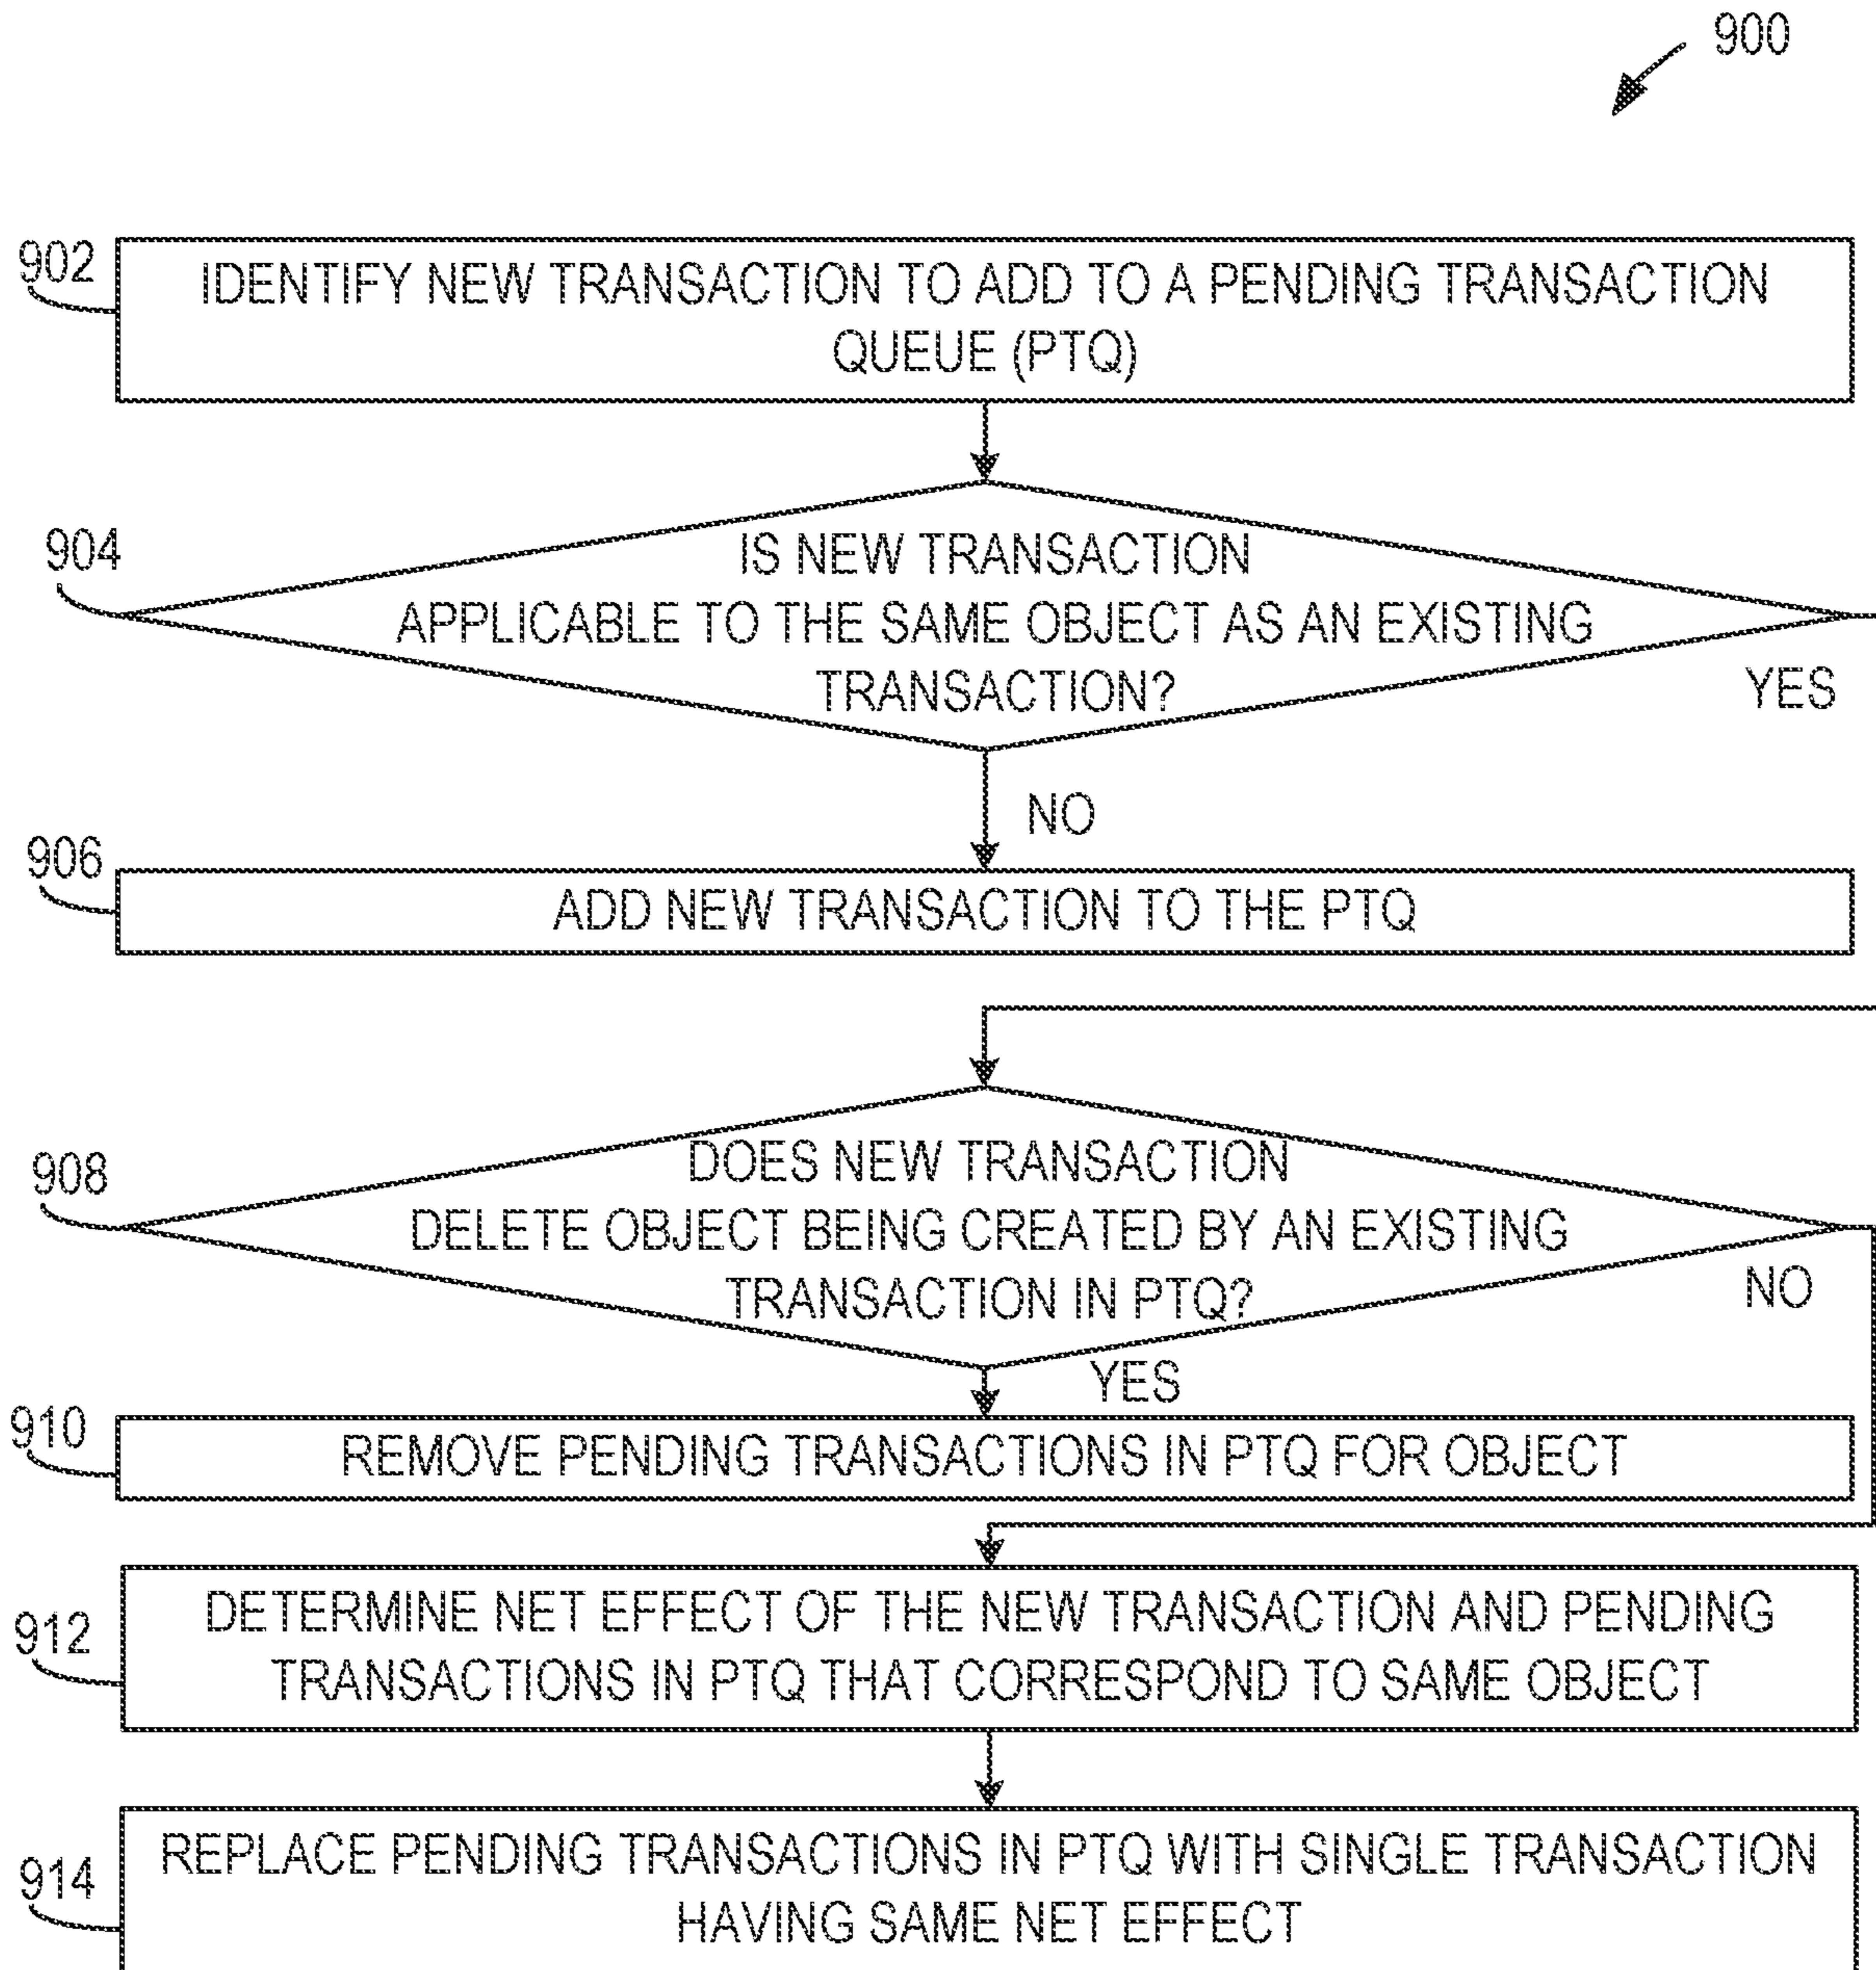 900
902
IDENTIFY NEW TRANSACTION TO ADD TO A PENDING TRANSACTION
QUEUE (PTQ)
904
IS NEW TRANSACTION
APPLICABLE TO THE SAME OBJECT AS AN EXISTING
TRANSACTION?
YES
NO
906
ADD NEW TRANSACTION TO THE PTQ
908
DOES NEW TRANSACTION
DELETE OBJECT BEING CREATED BY AN EXISTING
TRANSACTION IN PTQ?
NO
YES
910
REMOVE PENDING TRANSACTIONS IN PTQ FOR OBJECT
912
DETERMINE NET EFFECT OF THE NEW TRANSACTION AND PENDING
TRANSACTIONS IN PTQ THAT CORRESPOND TO SAME OBJECT
914
REPLACE PENDING TRANSACTIONS IN PTQ WITH SINGLE TRANSACTION
HAVING SAME NET EFFECT